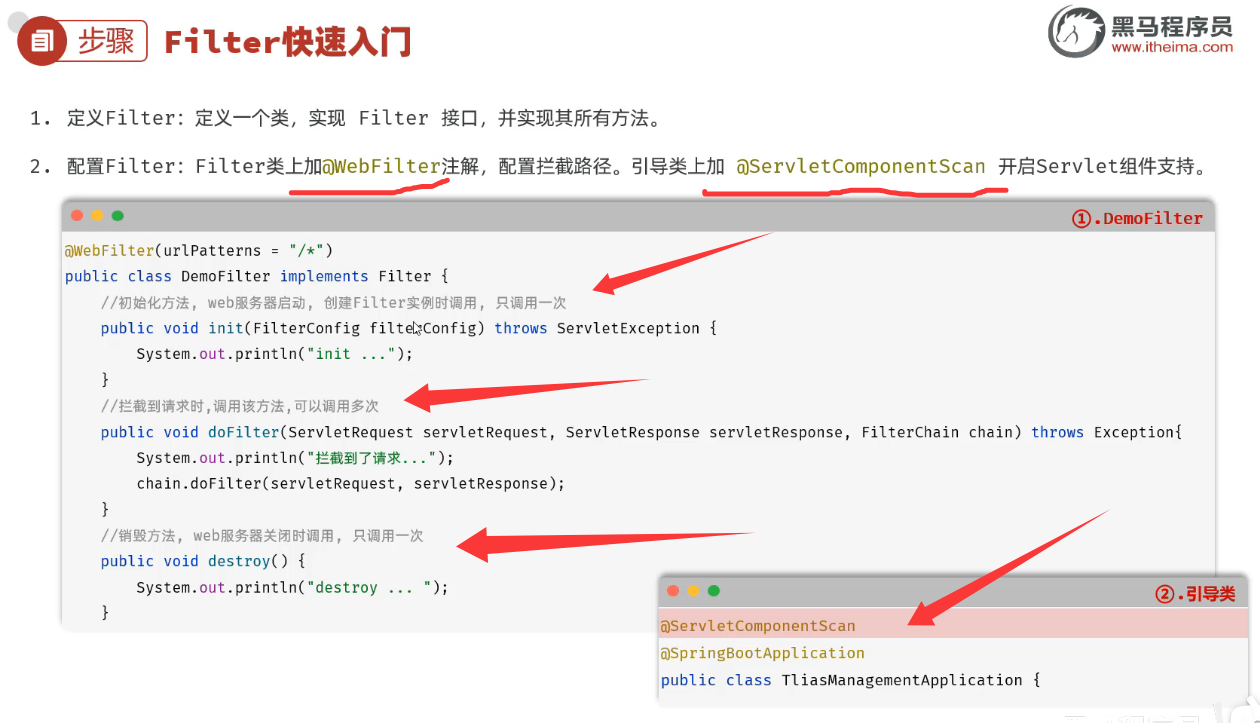 步骤 Filter快速入门
黑马程序员
www.itheima.com
1. 定义Filter：定义一个类，实现 Filter 接口，并实现其所有方法。
2. 配置Filter：Filter类上加@WebFilter注解，配置拦截路径。引导类上加 @ServletComponentScan 开启Servlet组件支持。
①.DemoFilter
@WebFilter(urlPatterns = "/*")
public class DemoFilter implements Filter {
//初始化方法, web服务器启动, 创建Filter实例时调用, 只调用一次
public void init(FilterConfig filterConfig) throws ServletException {
System.out.println("init ...");
}
//拦截到请求时,调用该方法,可以调用多次
public void doFilter(ServletRequest servletRequest, ServletResponse servletResponse, FilterChain chain) throws Exception{
System.out.println("拦截到了请求...");
chain.doFilter(servletRequest, servletResponse);
}
//销毁方法, web服务器关闭时调用, 只调用一次
public void destroy() {
System.out.println("destroy ... ");
}
②.引导类
@ServletComponentScan
@SpringBootApplication
public class TliasManagementApplication {